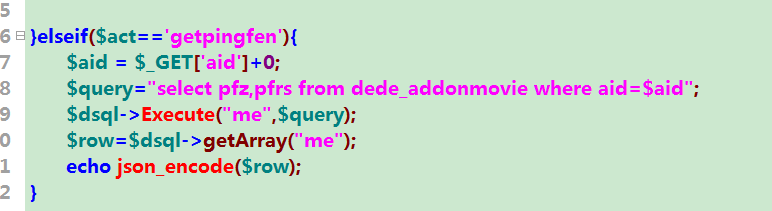 5
6 }elseif($act=='getpingfen'){
7 $aid = $_GET['aid']+0;
8 $query="select pfz,pfrs from dede_addonmovie where aid=$aid";
9 $dsql->Execute("me",$query);
0 $row=$dsql->getArray("me");
1 echo json_encode($row);
2 }